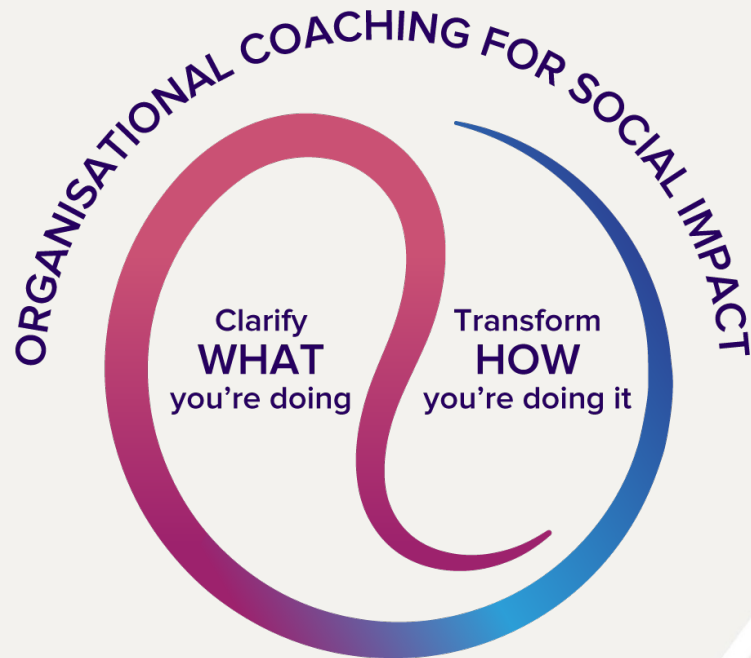 ORGANISATIONAL COACHING FOR SOCIAL IMPACT
Clarify
WHAT
you're doing
Transform
HOW
you're doing it